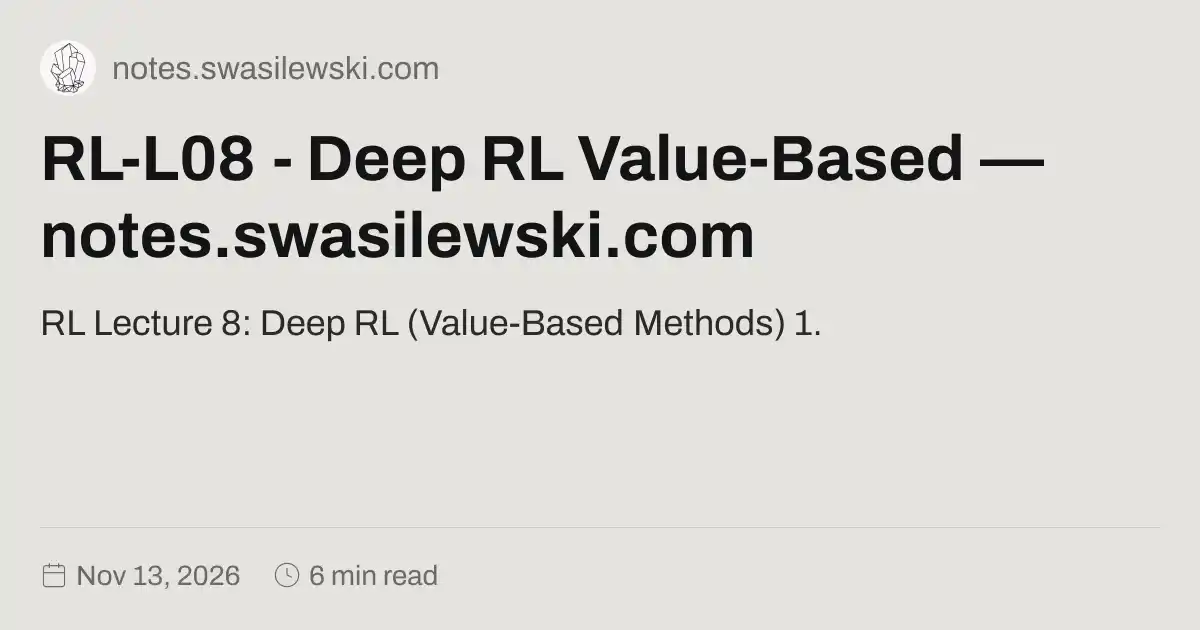 notes.swasilewski.com
RL-L08 - Deep RL Value-Based —
notes.swasilewski.com
RL Lecture 8: Deep RL (Value-Based Methods) 1.
Nov 13, 2026 6 min read